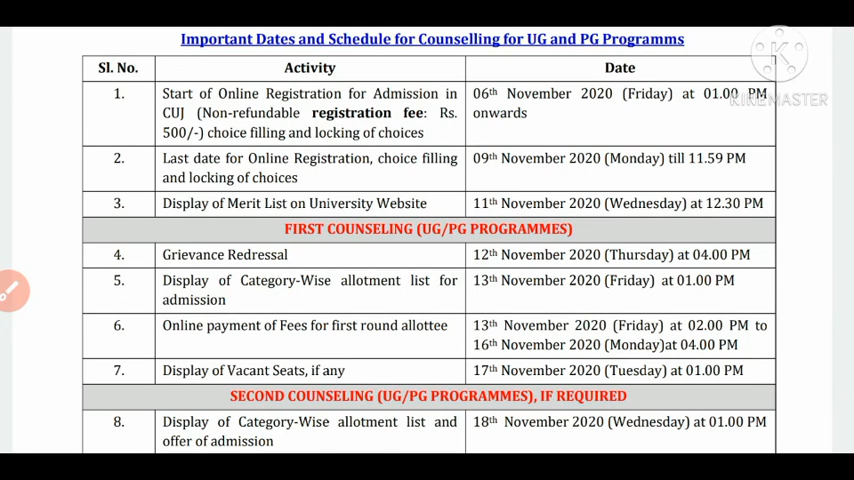 Important Dates and Schedule for Counselling for UG and PG Programms
Sl. No. Activity Date
1. Start of Online Registration for Admission in 06th November 2020 (Friday) at 01.00 PM
CUJ (Non-refundable registration fee: Rs. onwards
500/-) choice filling and locking of choices
2. Last date for Online Registration, choice filling 09th November 2020 (Monday) till 11.59 PM
and locking of choices
3. Display of Merit List on University Website 11th November 2020 (Wednesday) at 12.30 PM
FIRST COUNSELING (UG/PG PROGRAMMES)
4. Grievance Redressal 12th November 2020 (Thursday) at 04.00 PM
5. Display of Category-Wise allotment list for 13th November 2020 (Friday) at 01.00 PM
admission
6. Online payment of Fees for first round allottee 13th November 2020 (Friday) at 02.00 PM to
16th November 2020 (Monday)at 04.00 PM
7. Display of Vacant Seats, if any 17th November 2020 (Tuesday) at 01.00 PM
SECOND COUNSELING (UG/PG PROGRAMMES), IF REQUIRED
8. Display of Category-Wise allotment list and 18th November 2020 (Wednesday) at 01.00 PM
offer of admission
KINEMASTER